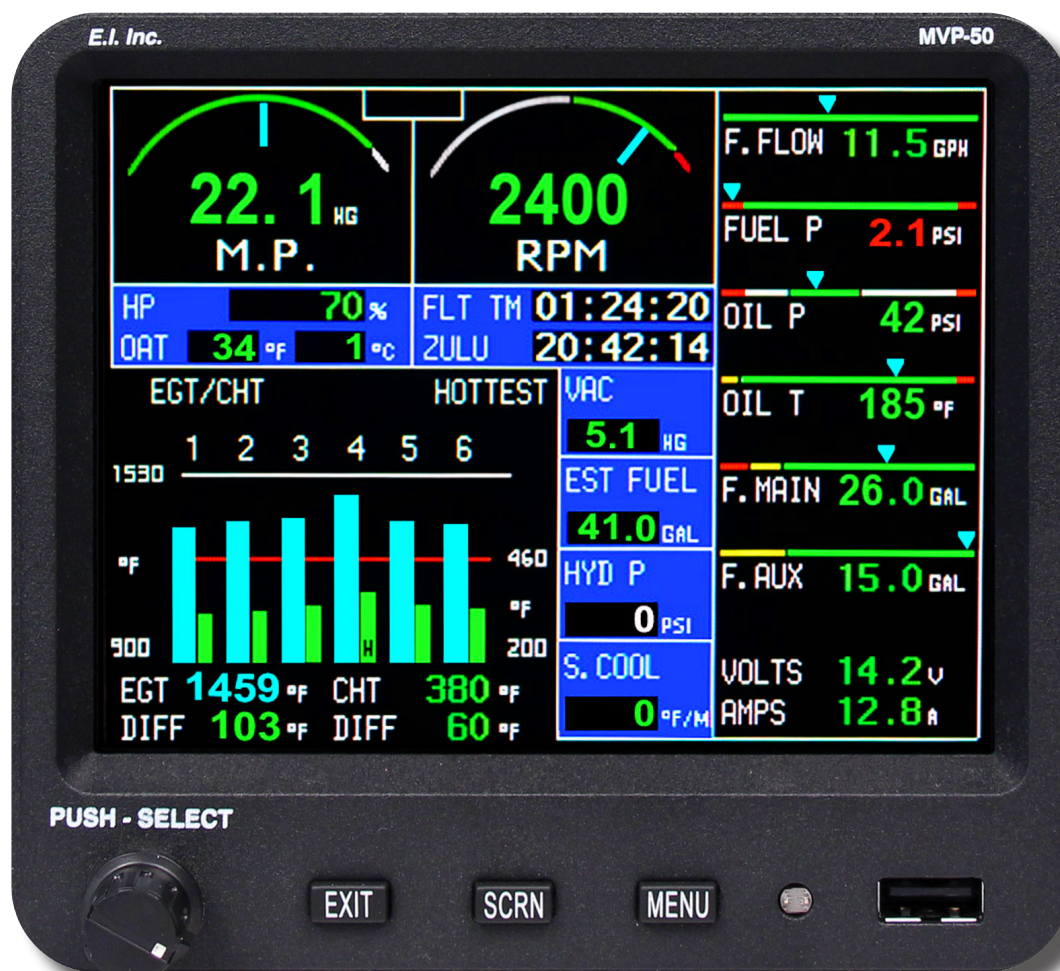 E.I. Inc. MVP-50
22.1 HG
M.P.
2400
RPM
HP 70 %
OAT 34 °F 1 °C
FLT TM 01:24:20
ZULU 20:42:14
EGT/CHT HOTTEST
1 2 3 4 5 6
1530
°F
900
460
°F
200
H
EGT 1459 °F CHT 380 °F
DIFF 103 °F DIFF 60 °F
VAC
5.1 HG
EST FUEL
41.0 GAL
HYD P
0 PSI
S.COOL
0 °F/M
F.FLOW 11.5 GPH
FUEL P 2.1 PSI
OIL P 42 PSI
OIL T 185 °F
F.MAIN 26.0 GAL
F.AUX 15.0 GAL
VOLTS 14.2 V
AMPS 12.8 A
PUSH - SELECT
EXIT SCRN MENU